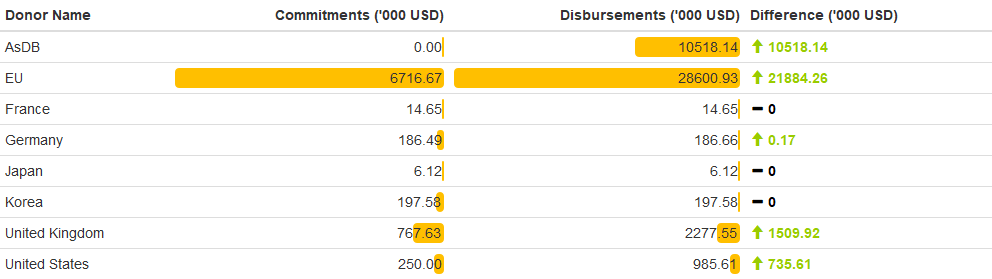 Donor Name Commitments ('000 USD) Disbursements ('000 USD) Difference ('000 USD)
AsDB 0.00 10518.14 10518.14
EU 6716.67 28600.93 21884.26
France 14.65 14.65 0
Germany 186.49 186.66 0.17
Japan 6.12 6.12 0
Korea 197.58 197.58 0
United Kingdom 767.63 2277.55 1509.92
United States 250.00 985.61 735.61